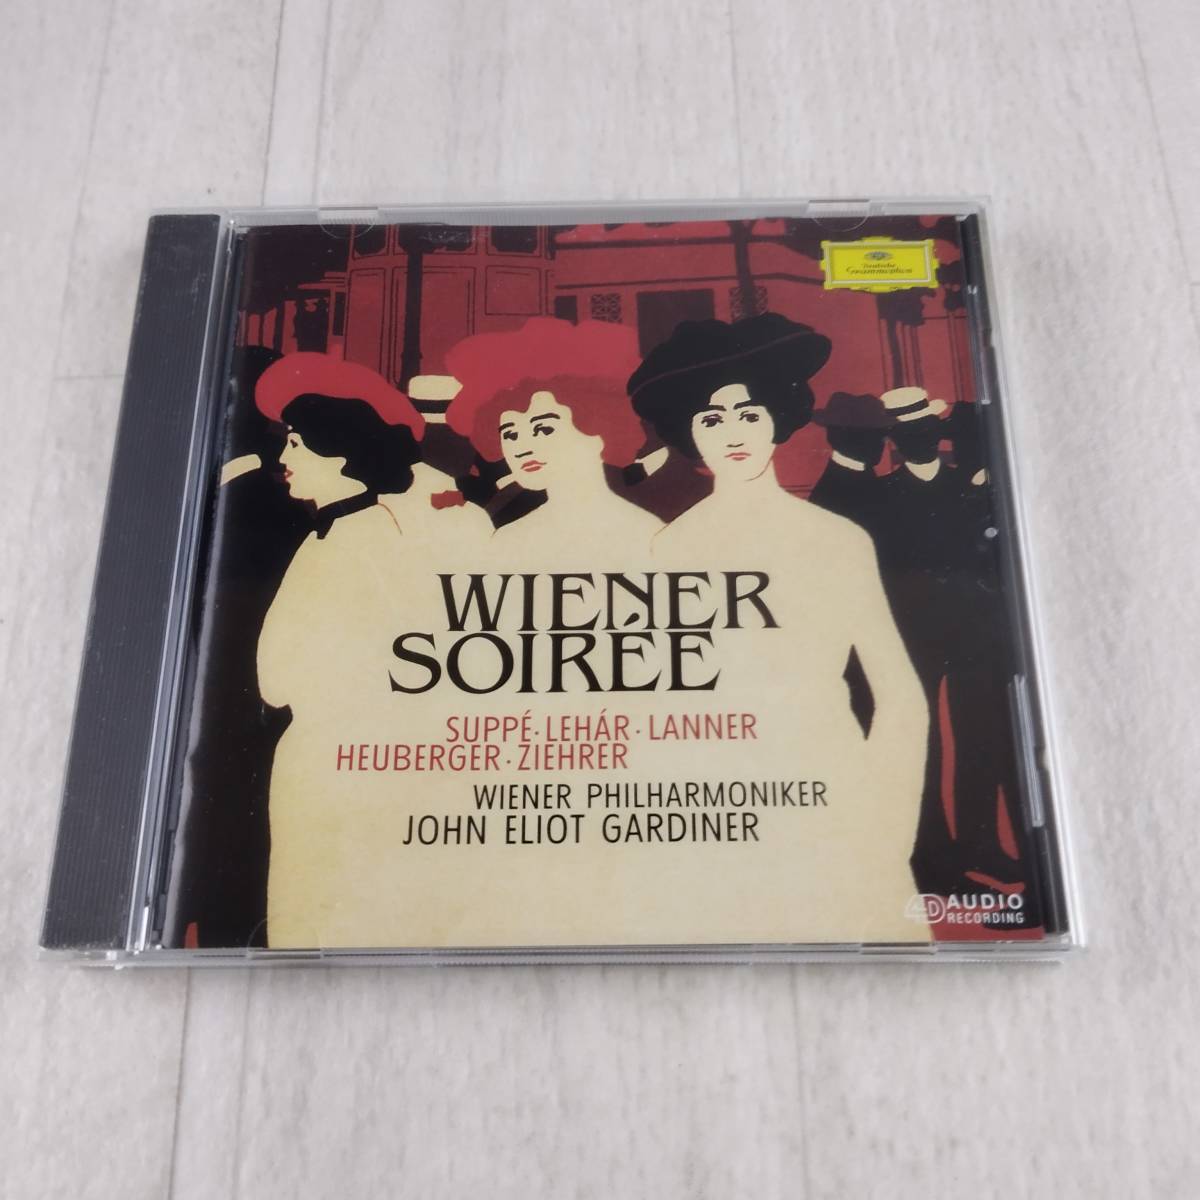 Deutsche
Grammophon
WIENER
SOIRÉE
SUPPÉ · LEHÁR · LANNER
HEUBERGER · ZIEHRER
WIENER PHILHARMONIKER
JOHN ELIOT GARDINER
4D AUDIO
RECORDING